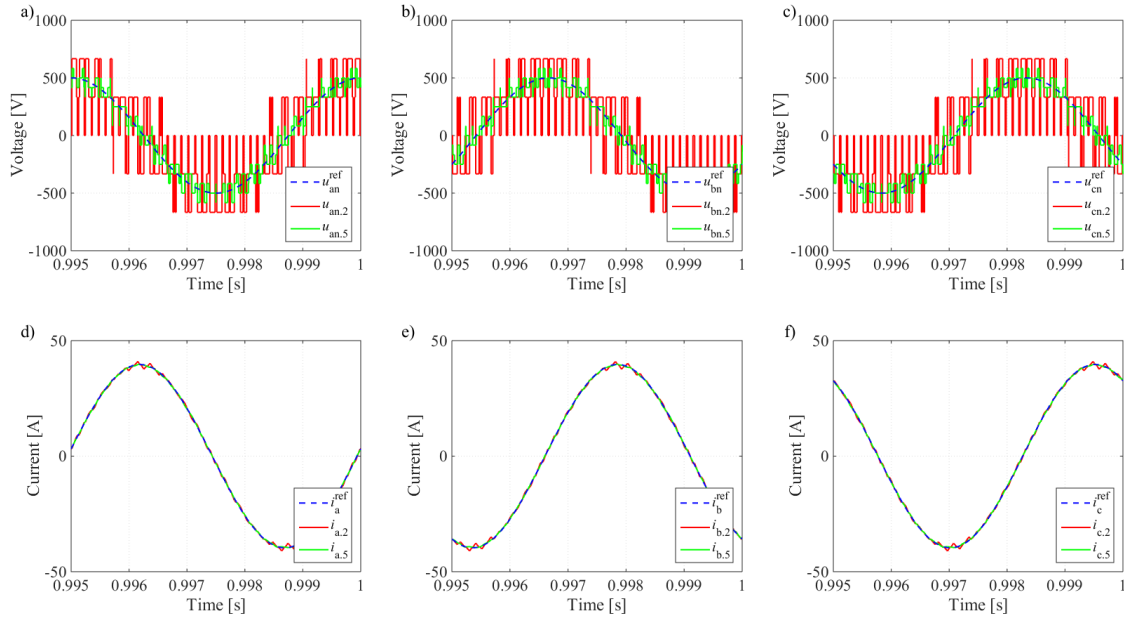 a)
1000
500
0
-500
-1000
Voltage [V]
0.995 0.996 0.997 0.998 0.999 1
Time [s]
u_an^ref
u_an.2
u_an.5
b)
1000
500
0
-500
-1000
Voltage [V]
0.995 0.996 0.997 0.998 0.999 1
Time [s]
u_bn^ref
u_bn.2
u_bn.5
c)
1000
500
0
-500
-1000
Voltage [V]
0.995 0.996 0.997 0.998 0.999 1
Time [s]
u_cn^ref
u_cn.2
u_cn.5
d)
50
0
-50
Current [A]
0.995 0.996 0.997 0.998 0.999 1
Time [s]
i_a^ref
i_a.2
i_a.5
e)
50
0
-50
Current [A]
0.995 0.996 0.997 0.998 0.999 1
Time [s]
i_b^ref
i_b.2
i_b.5
f)
50
0
-50
Current [A]
0.995 0.996 0.997 0.998 0.999 1
Time [s]
i_c^ref
i_c.2
i_c.5